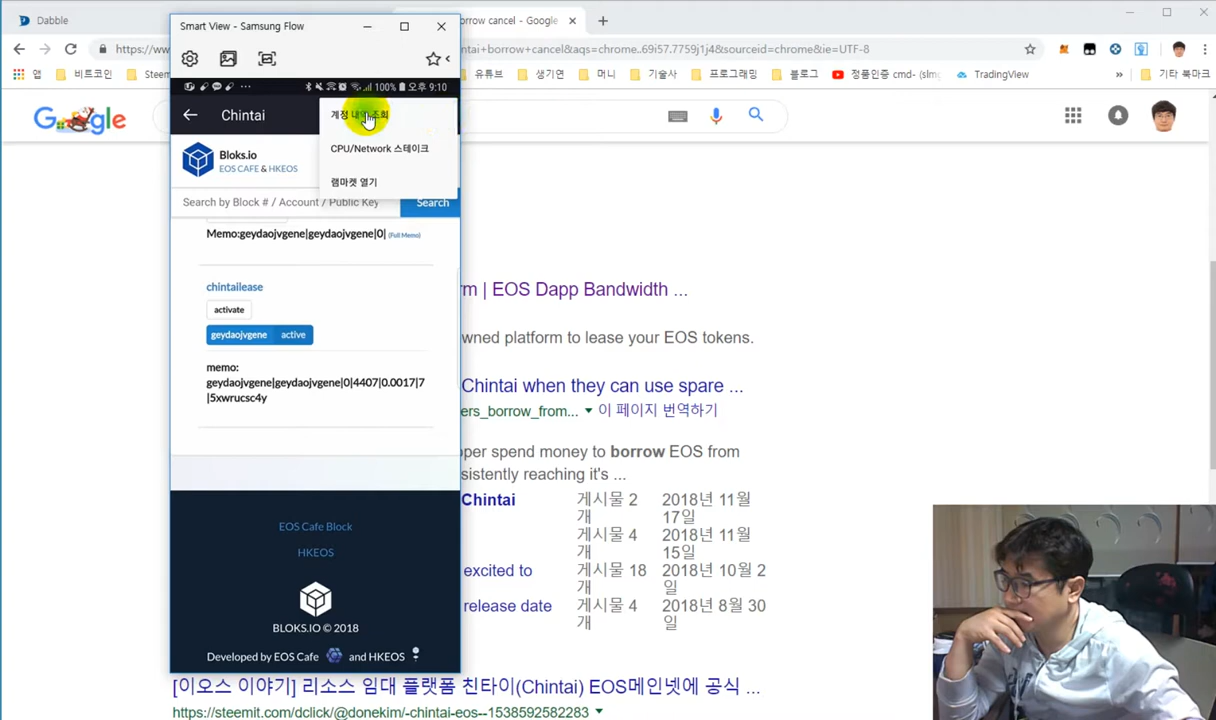 Dabble
Smart View - Samsung Flow
orrow cancel - Google
https://www
ntai+borrow+cancel&aqs=chrome..69i57.7759j1j4&sourceid=chrome&ie=UTF-8
앱
비트코인
Steem
유튜브
생기연
머니
기술사
프로그래밍
블로그
정품인증 cmd- (slmg
TradingView
»
기타 북마크
100%
오후 9:10
Chintai
계정 내역조회
CPU/Network 스테이크
램마켓 열기
Google
Bloks.io
EOS CAFE & HKEOS
Search by Block # / Account / Public Key
Search
Memo:geydaojvgene|geydaojvgene|0| (Full Memo)
chintailease
activate
geydaojvgene active
memo:
geydaojvgene|geydaojvgene|0|4407|0.0017|7
|5xwrucsc4y
EOS Cafe Block
HKEOS
BLOKS.IO © 2018
Developed by EOS Cafe and HKEOS
rm | EOS Dapp Bandwidth ...
wned platform to lease your EOS tokens.
Chintai when they can use spare ...
ers_borrow_from... ▼ 이 페이지 번역하기
oper spend money to borrow EOS from
sistently reaching it's ...
Chintai 게시물 2개 2018년 11월 17일
게시물 4개 2018년 11월 15일
excited to 게시물 18개 2018년 10월 2일
release date 게시물 4개 2018년 8월 30일
[이오스 이야기] 리소스 임대 플랫폼 친타이(Chintai) EOS메인넷에 공식 ...
https://steemit.com/dclick/@donekim/-chintai-eos--1538592582283 ▼